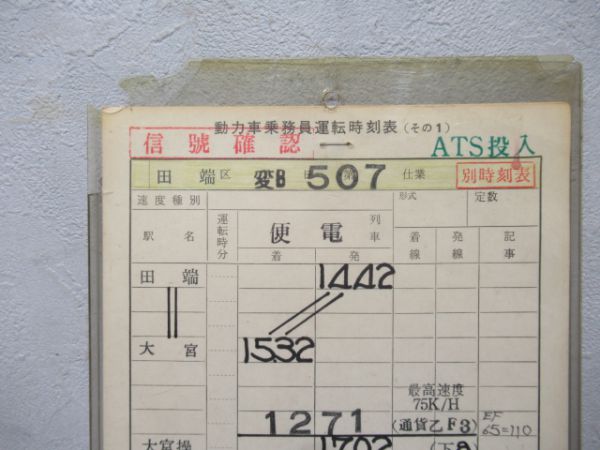 動力車乗務員運転時刻表(その1)
信號確認
ATS投入
田端区 変B 507 仕業 別時刻表
速度種別 形式 定数
駅名 運転時分 便電 列車 着線 発線 記事
着 発
田端 1442
大宮 1532
最高速度
75K/H
1271 (通貨乙F3) EF
65=110
大宮操 1702 (下8)